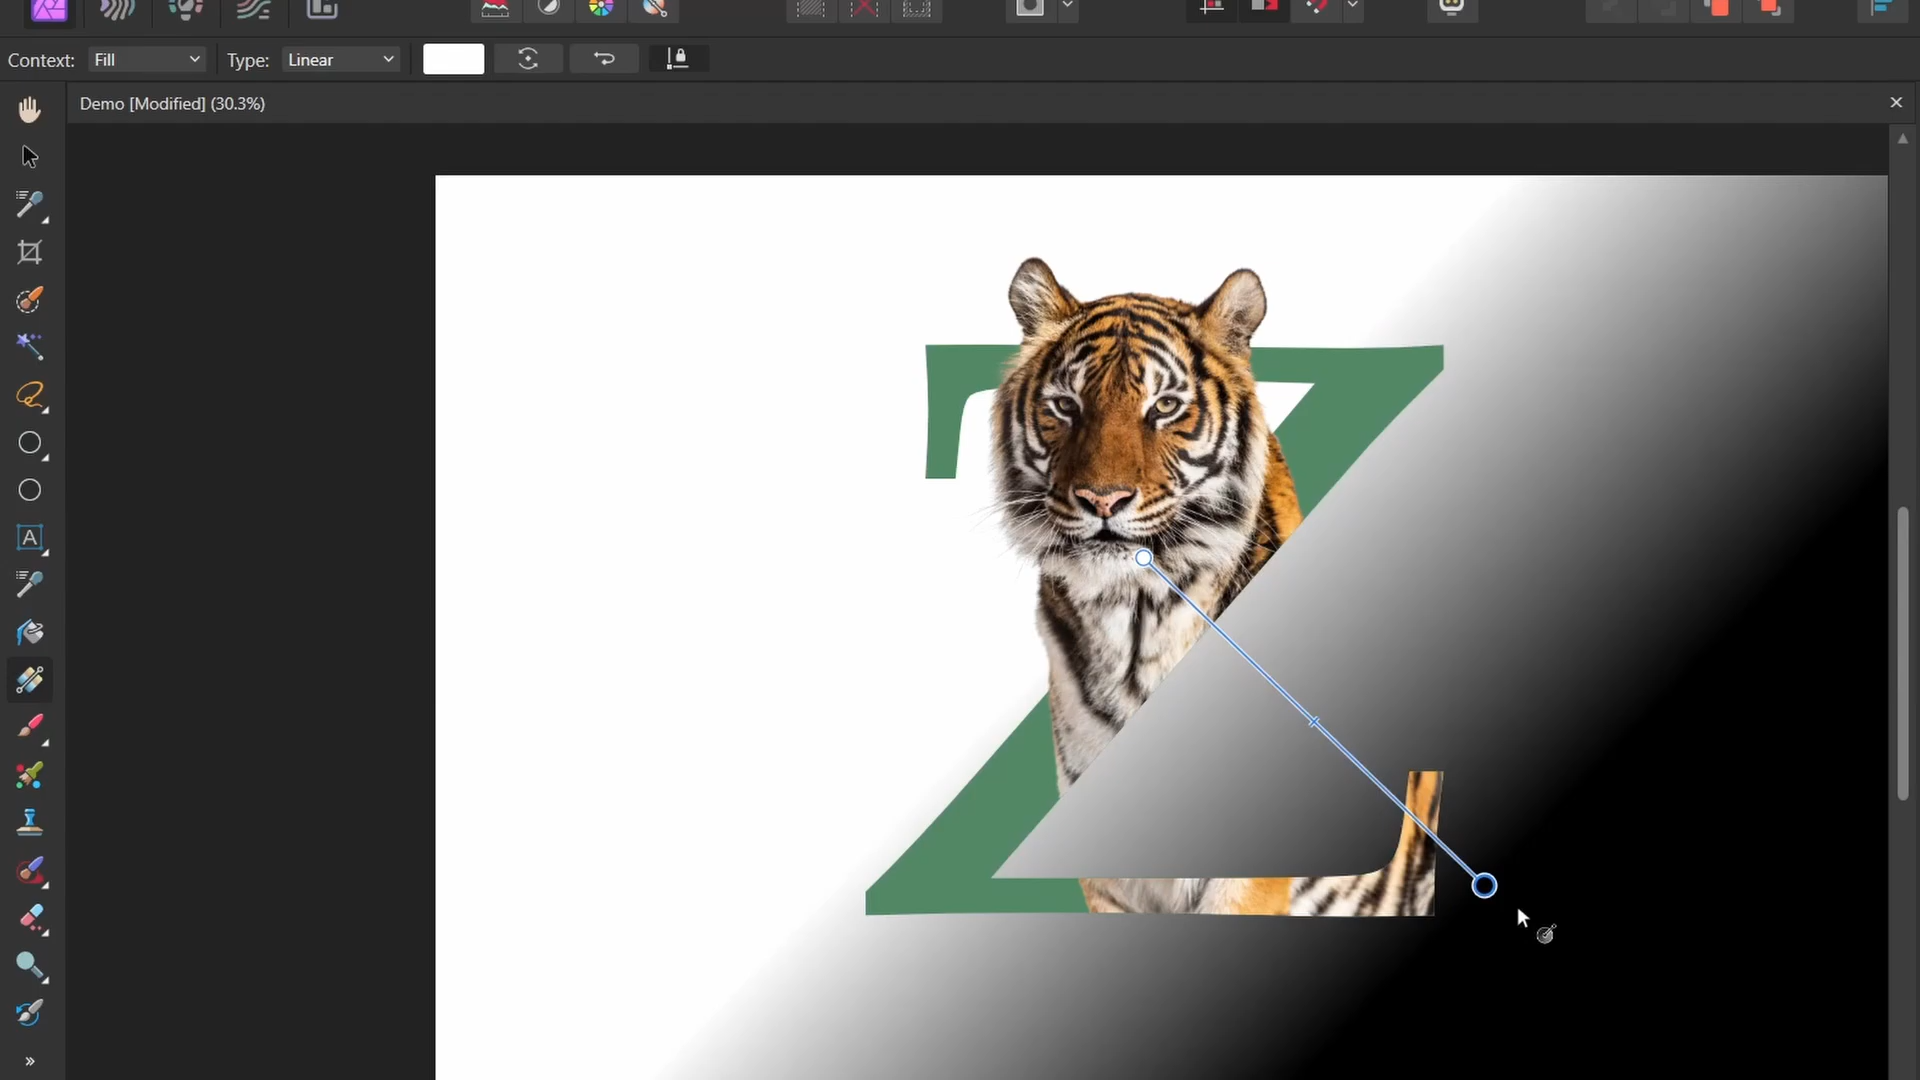 Context: Fill Type: Linear
Demo [Modified] (30.3%)
A
Z